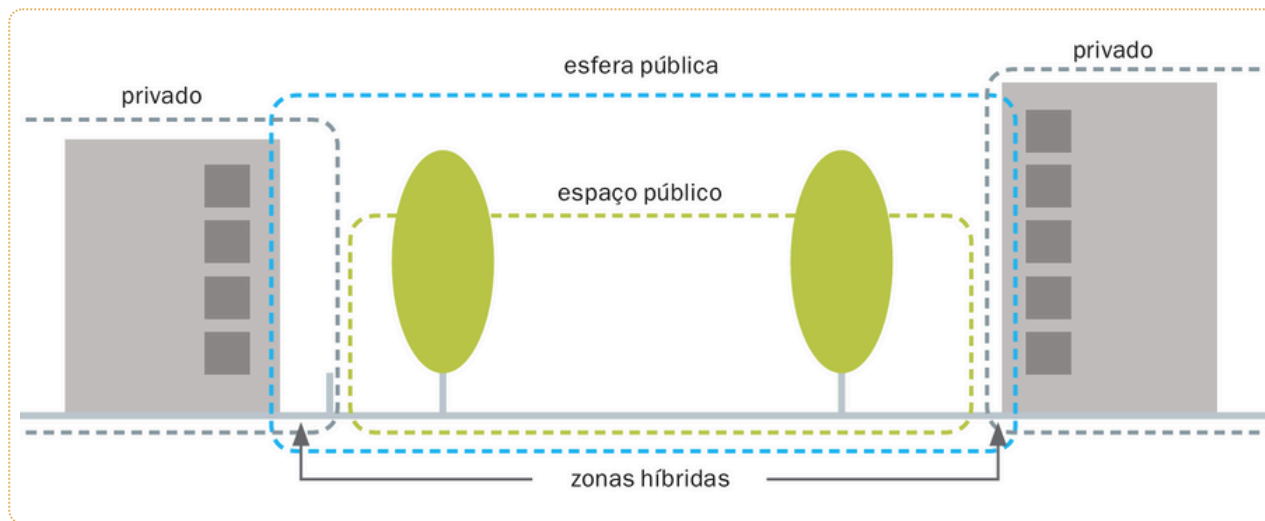 privado
esfera pública
privado
espaço público
zonas híbridas